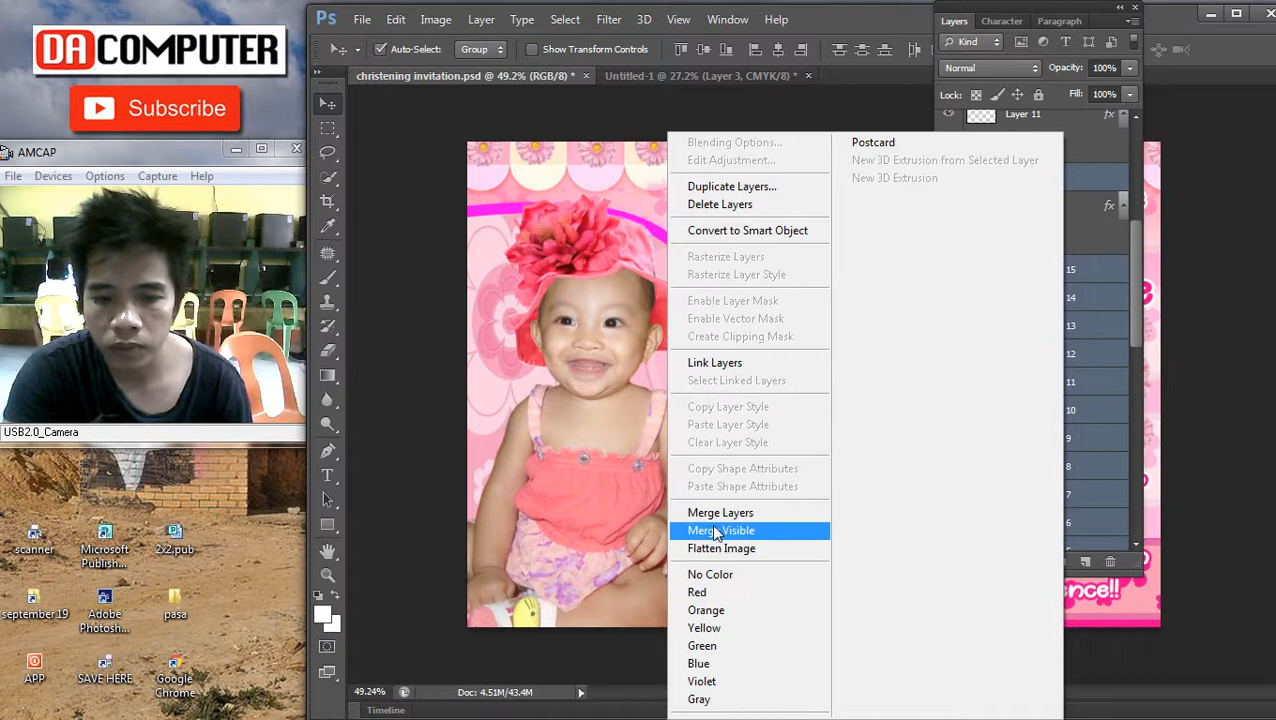 DACOMPUTER
Subscribe
AMCAP
File Devices Options Capture Help
USB2.0_Camera
scanner
Microsoft Publish...
2x2.pub
september 19
Adobe Photosh...
pasa
APP
SAVE HERE
Google Chrome
Ps File Edit Image Layer Type Select Filter 3D View Window Help
Auto-Select: Group Show Transform Controls
christening invitation.psd @ 49.2% (RGB/8) *
Untitled-1 @ 27.2% (Layer 3, CMYK/8) *
Layers Character Paragraph
Kind
Normal Opacity: 100%
Lock: Fill: 100%
Layer 11 fx
fx
15
14
13
12
11
10
9
8
7
6
5
Blending Options...
Edit Adjustment...
Duplicate Layers...
Delete Layers
Convert to Smart Object
Rasterize Layers
Rasterize Layer Style
Enable Layer Mask
Enable Vector Mask
Create Clipping Mask
Link Layers
Select Linked Layers
Copy Layer Style
Paste Layer Style
Clear Layer Style
Copy Shape Attributes
Paste Shape Attributes
Merge Layers
Merge Visible
Flatten Image
No Color
Red
Orange
Yellow
Green
Blue
Violet
Gray
Postcard
New 3D Extrusion from Selected Layer
New 3D Extrusion
ence!!
49.24% Doc: 4.51M/43.4M
Timeline